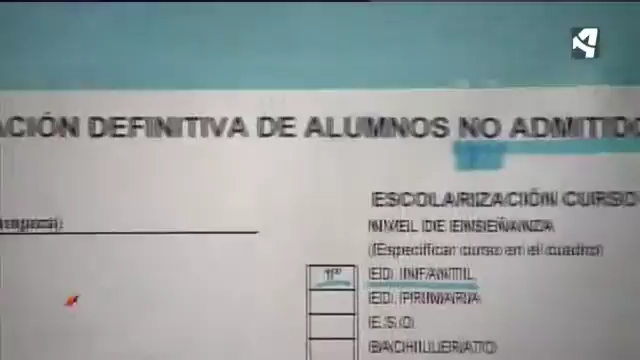 ACIÓN DEFINITIVA DE ALUMNOS NO ADMITIDO
ESCOLARIZACIÓN CURSO
NIVEL DE ENSEÑANZA
(Especificar curso en el cuadro)
1º ED. INFANTIL
ED. PRIMARIA
E.S.O.
BACHILLERATO